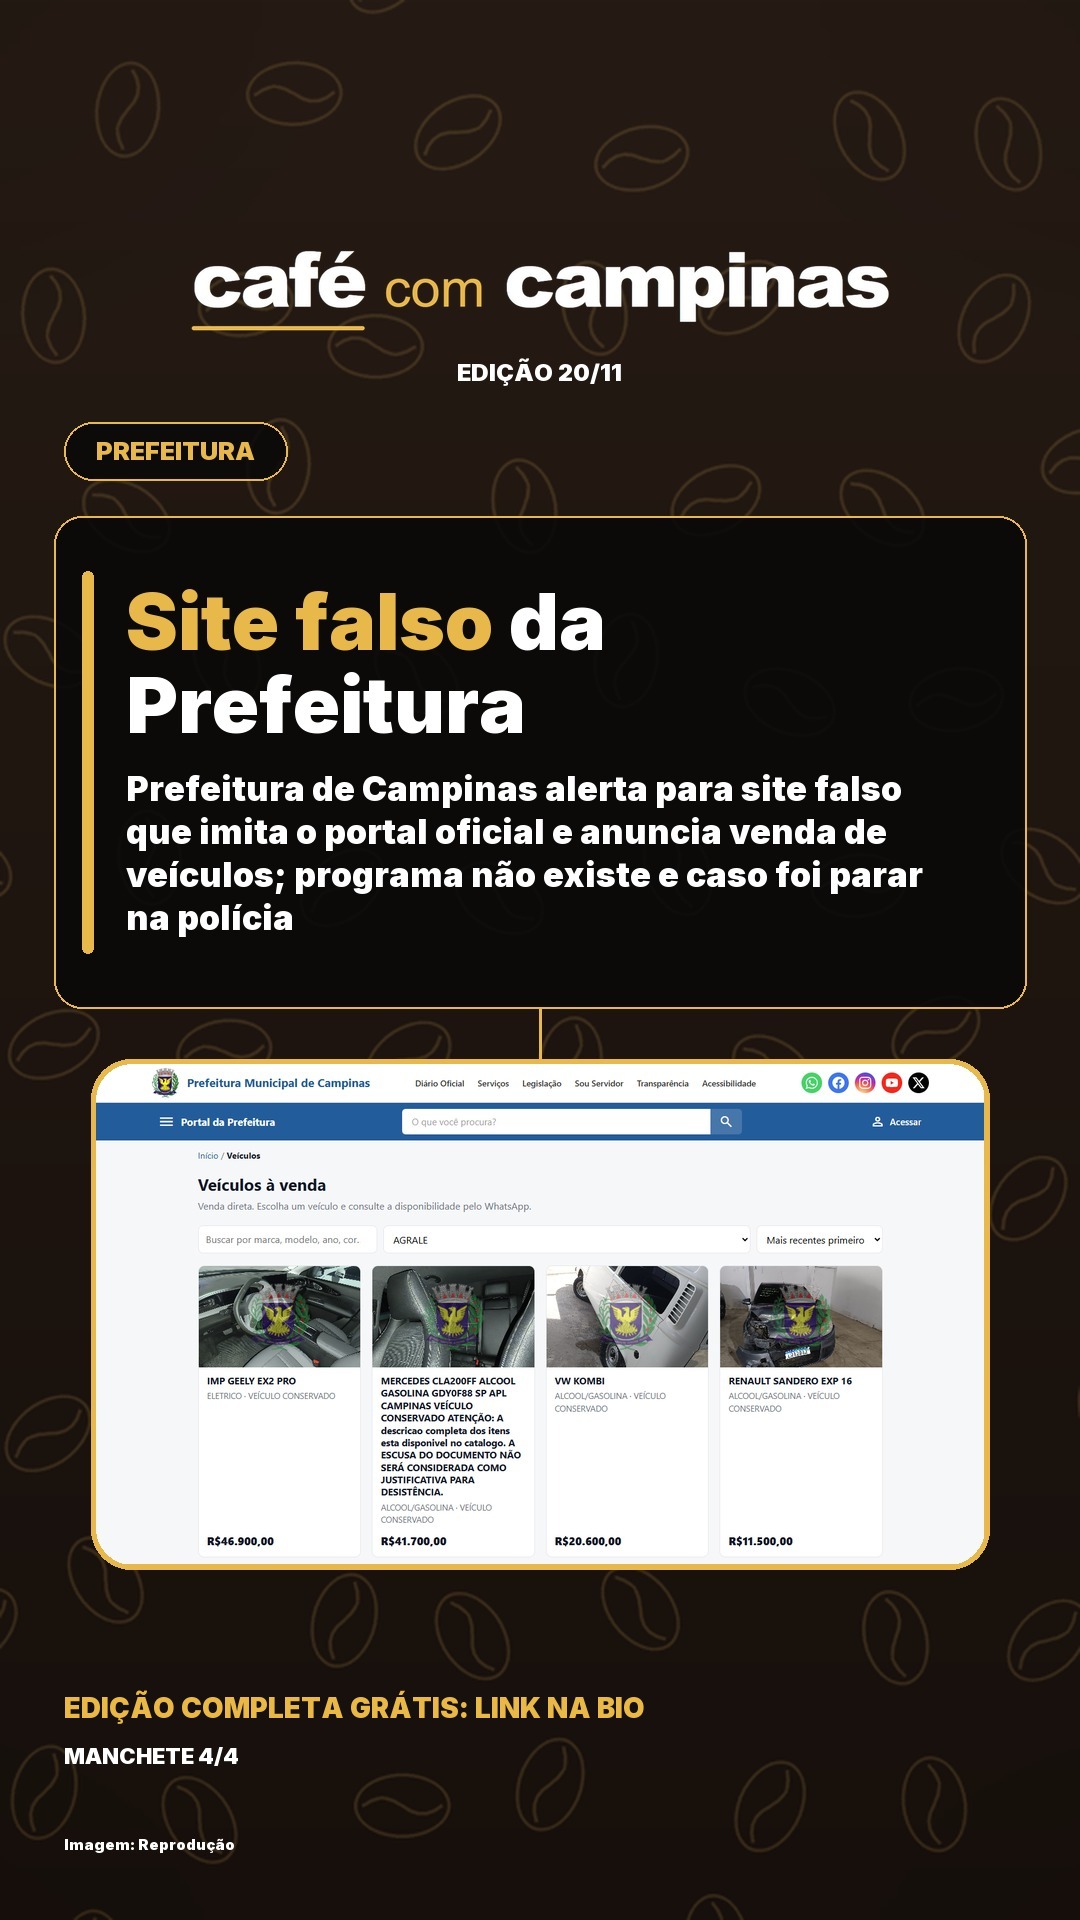 café com campinas
EDIÇÃO 20/11
PREFEITURA
Site falso da
Prefeitura
Prefeitura de Campinas alerta para site falso
que imita o portal oficial e anuncia venda de
veículos; programa não existe e caso foi parar
na polícia
Prefeitura Municipal de Campinas Diário Oficial Serviços Legislação Sou Servidor Transparência Acessibilidade
Portal da Prefeitura O que você procura? Acessar
Início / Veículos
Veículos à venda
Venda direta. Escolha um veículo e consulte a disponibilidade pelo WhatsApp.
Buscar por marca, modelo, ano, cor. AGRALE Mais recentes primeiro
IMP GEELY EX2 PRO
ELETRICO · VEÍCULO CONSERVADO
R$46.900,00
MERCEDES CLA200FF ALCOOL
GASOLINA GDY0F88 SP APL
CAMPINAS VEÍCULO
CONSERVADO ATENÇÃO: A
descricao completa dos itens
esta disponivel no catalogo. A
ESCUSA DO DOCUMENTO NÃO
SERÁ CONSIDERADA COMO
JUSTIFICATIVA PARA
DESISTÊNCIA.
ALCOOL/GASOLINA · VEÍCULO
CONSERVADO
R$41.700,00
VW KOMBI
ALCOOL/GASOLINA · VEÍCULO
CONSERVADO
R$20.600,00
RENAULT SANDERO EXP 16
ALCOOL/GASOLINA · VEÍCULO
CONSERVADO
R$11.500,00
EDIÇÃO COMPLETA GRÁTIS: LINK NA BIO
MANCHETE 4/4
Imagem: Reprodução